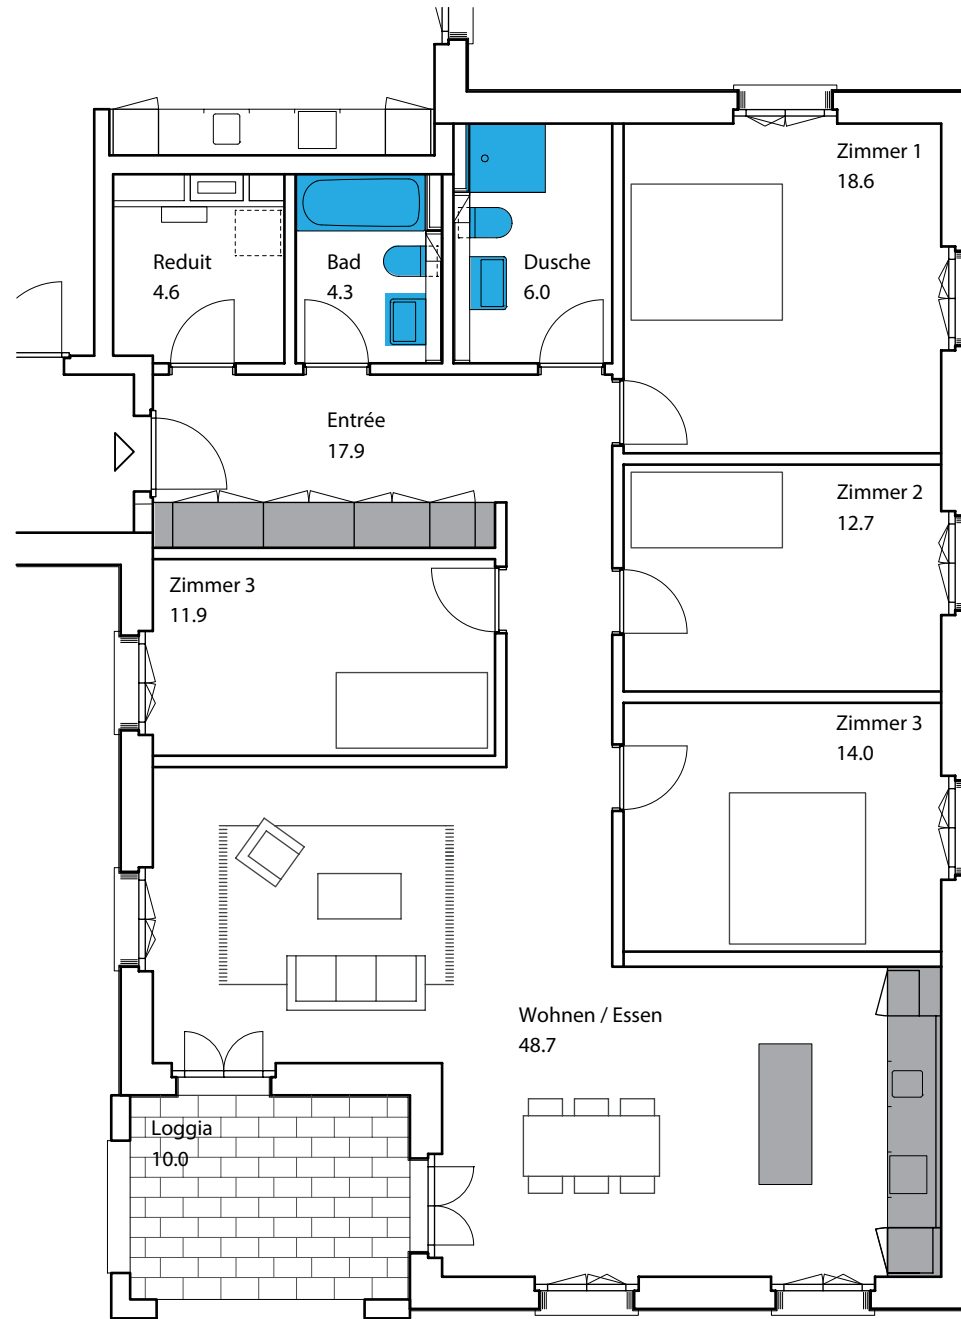 Zimmer 1
18.6
Reduit
4.6
Bad
4.3
Dusche
6.0
Entrée
17.9
Zimmer 2
12.7
Zimmer 3
11.9
Zimmer 3
14.0
Wohnen / Essen
48.7
Loggia
10.0